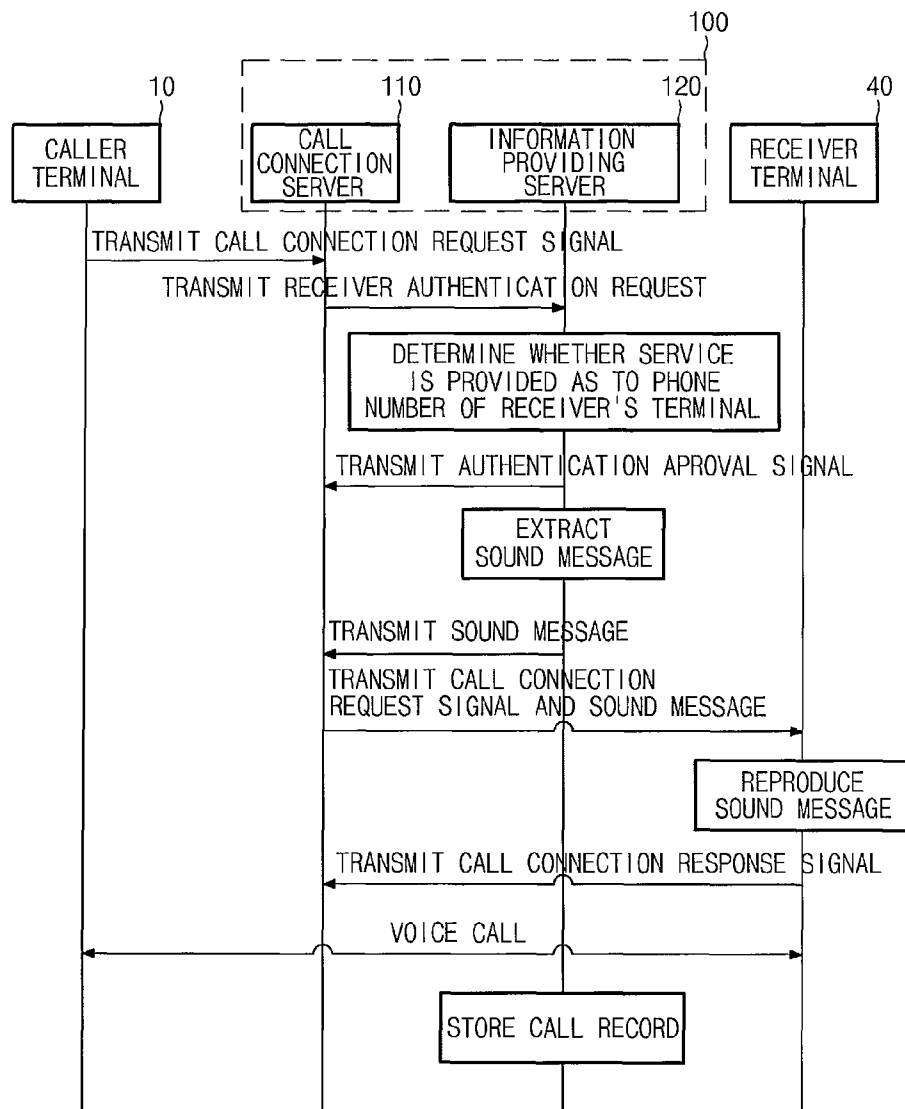 100
10
110
120
40
CALLER
TERMINAL
CALL
CONNECTION
SERVER
INFORMATION
PROVIDING
SERVER
RECEIVER
TERMINAL
TRANSMIT CALL CONNECTION REQUEST SIGNAL
TRANSMIT RECEIVER AUTHENTICATION REQUEST
DETERMINE WHETHER SERVICE
IS PROVIDED AS TO PHONE
NUMBER OF RECEIVER'S TERMINAL
TRANSMIT AUTHENTICATION APROVAL SIGNAL
EXTRACT
SOUND MESSAGE
TRANSMIT SOUND MESSAGE
TRANSMIT CALL CONNECTION
REQUEST SIGNAL AND SOUND MESSAGE
REPRODUCE
SOUND MESSAGE
TRANSMIT CALL CONNECTION RESPONSE SIGNAL
VOICE CALL
STORE CALL RECORD